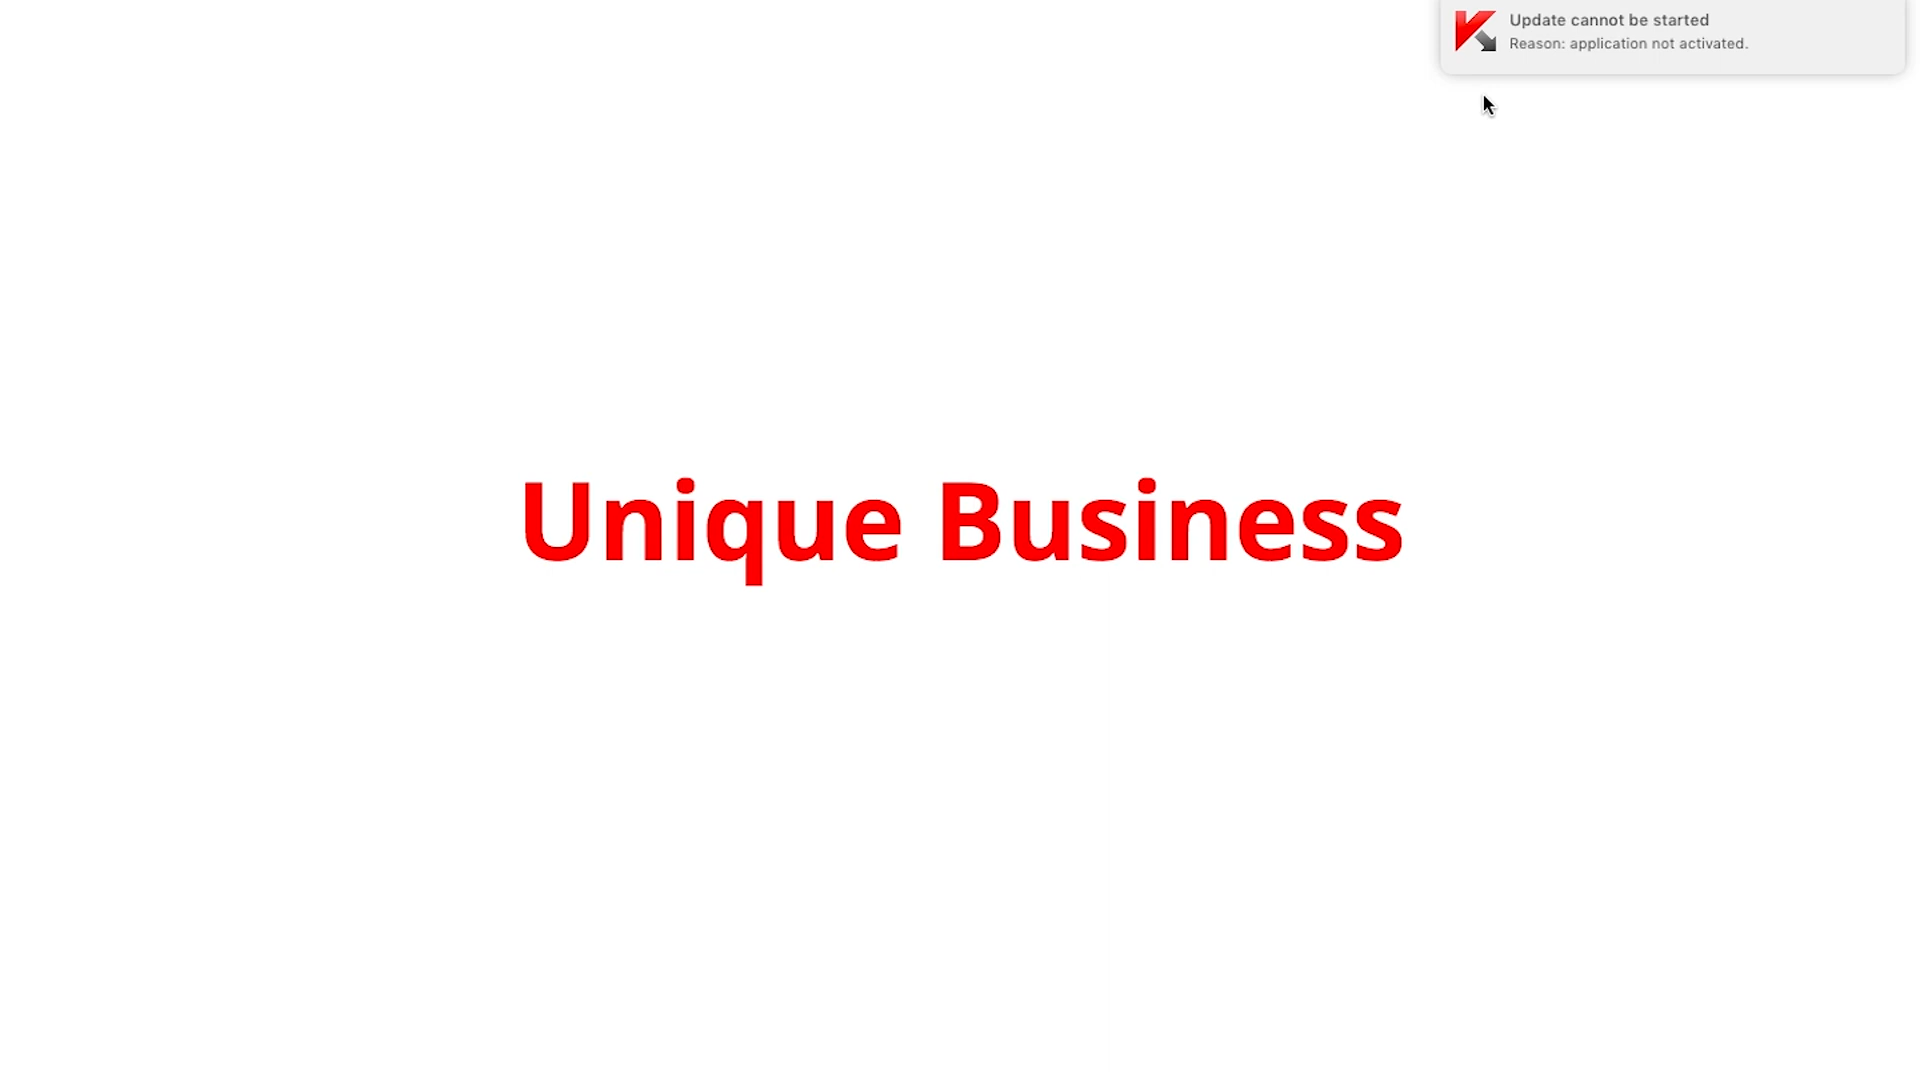 Update cannot be started
Reason: application not activated.
Unique Business